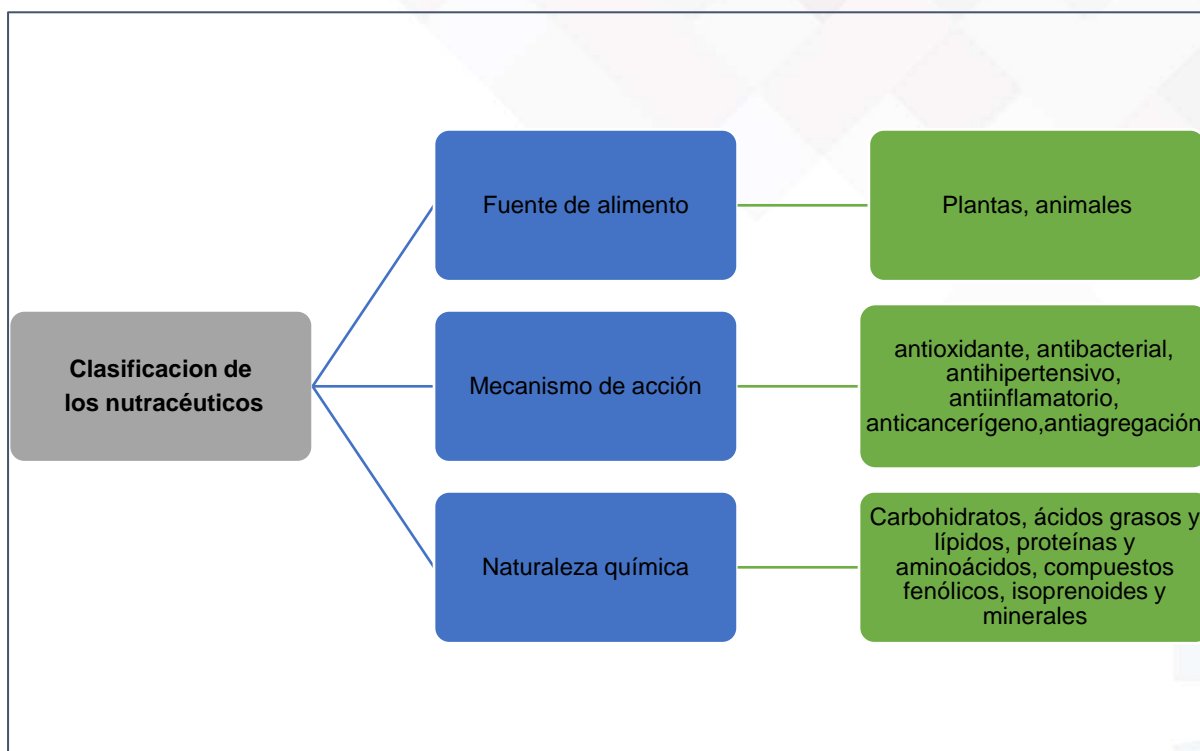 Clasificacion de
los nutracéuticos
Fuente de alimento
Plantas, animales
Mecanismo de acción
antioxidante, antibacterial,
antihipertensivo,
antiinflamatorio,
anticancerígeno,antiagregación
Naturaleza química
Carbohidratos, ácidos grasos y
lípidos, proteínas y
aminoácidos, compuestos
fenólicos, isoprenoides y
minerales